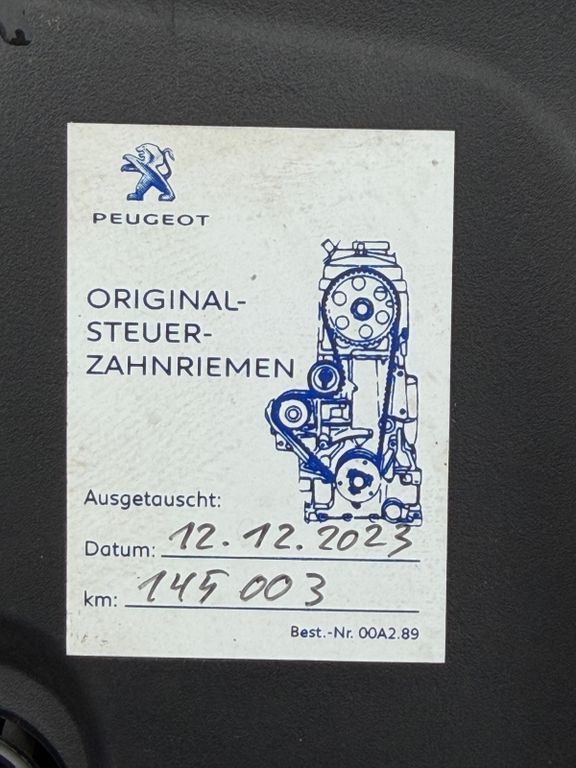 PEUGEOT
ORIGINAL-
STEUER-
ZAHNRIEMEN
Ausgetauscht:
Datum: 12.12.2023
km: 145 003
Best.-Nr. 00A2.89